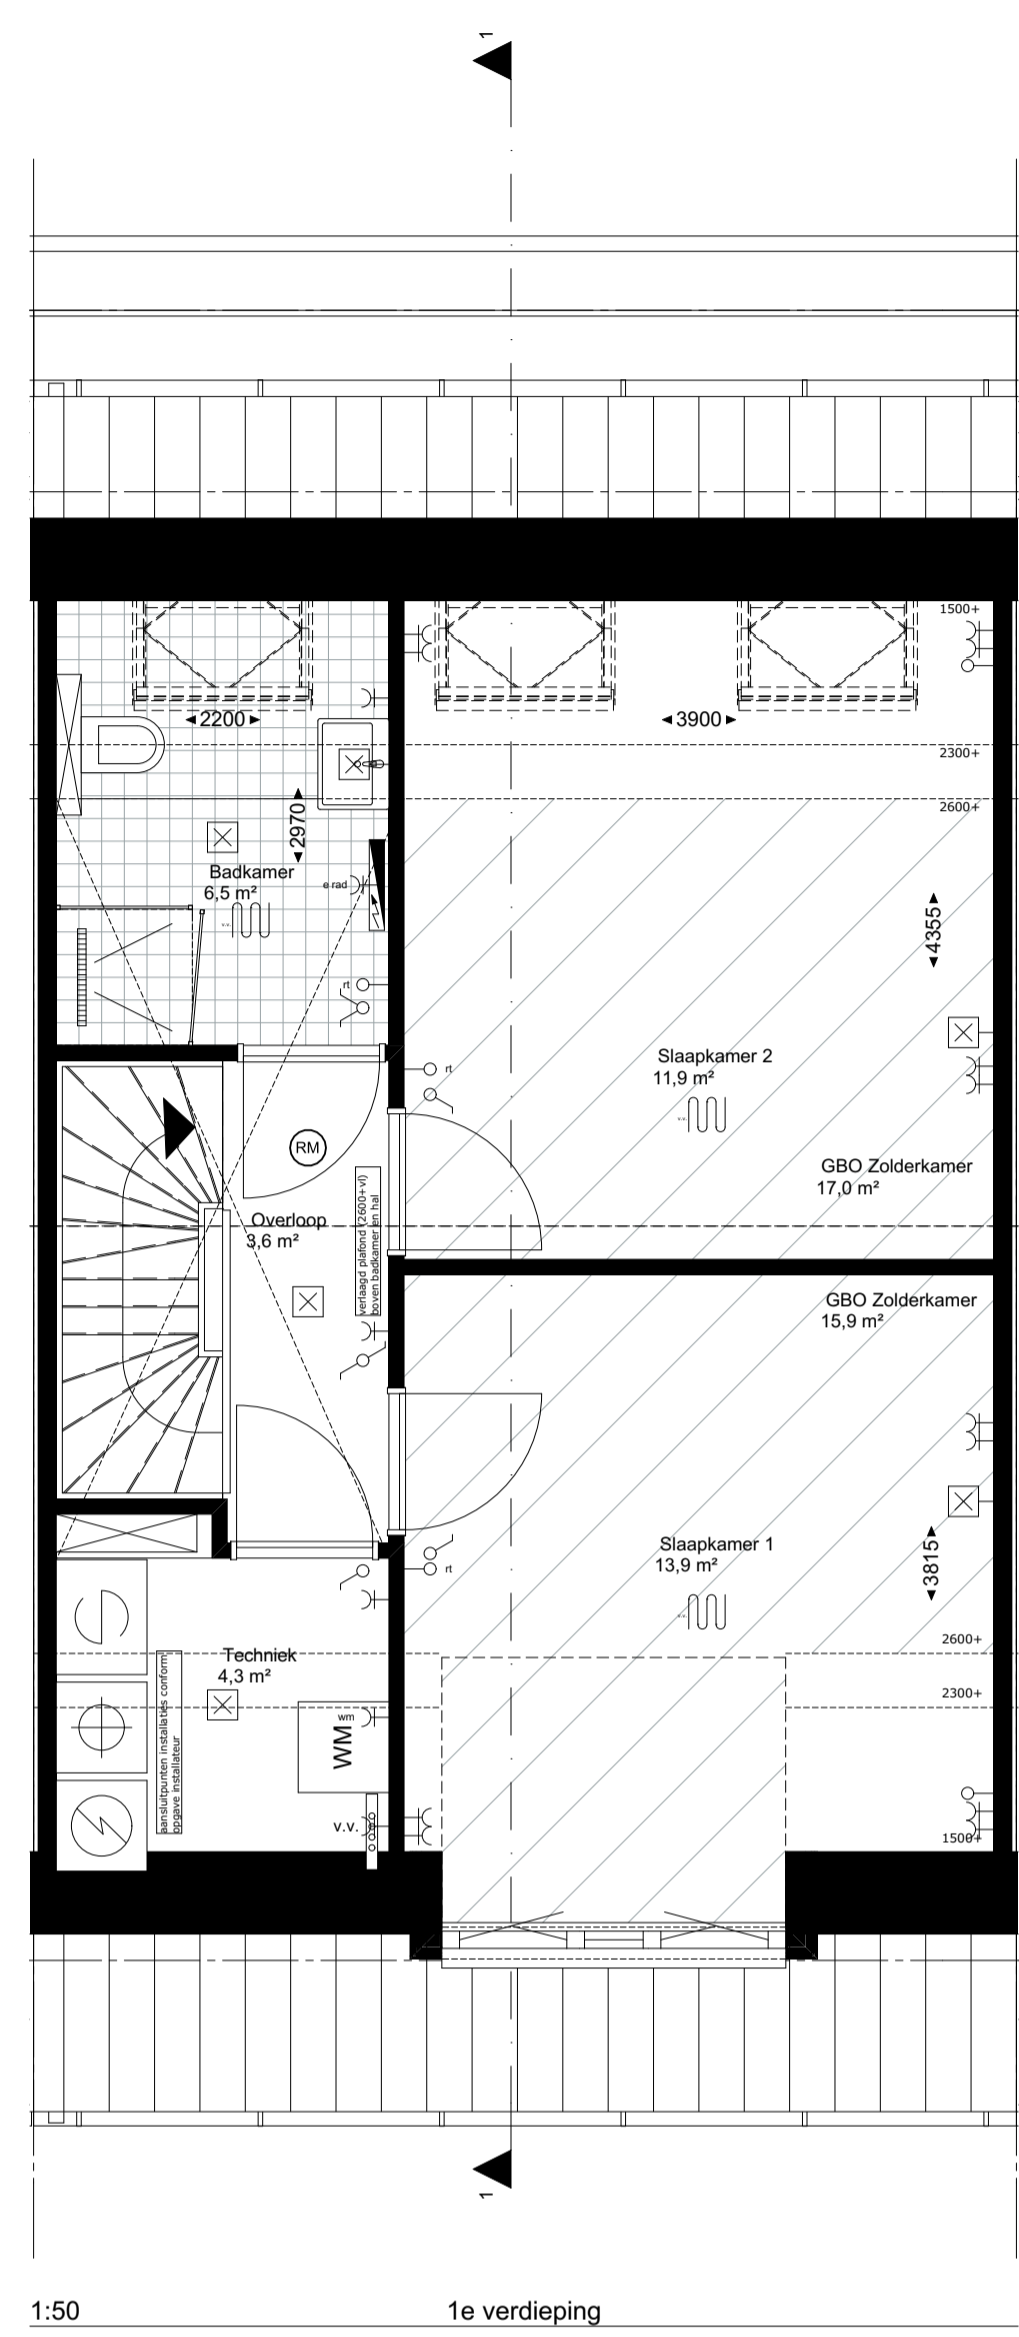 1
1500+
2200
3900
2300+
2600+
2970
Badkamer
6,5 m²
e rad
v.v.
4355
rt
Slaapkamer 2
11,9 m²
rt
v.v.
RM
GBO Zolderkamer
17,0 m²
verlaagd plafond (2600+vl)
boven badkamer en hal
Overloop
3,6 m²
GBO Zolderkamer
15,9 m²
Slaapkamer 1
13,9 m²
rt
3815
v.v.
2600+
Techniek
4,3 m²
aansluitpunten installaties conform
opgave installateur
2300+
wm
WM
v.v.
1500+
1
1:50
1e verdieping